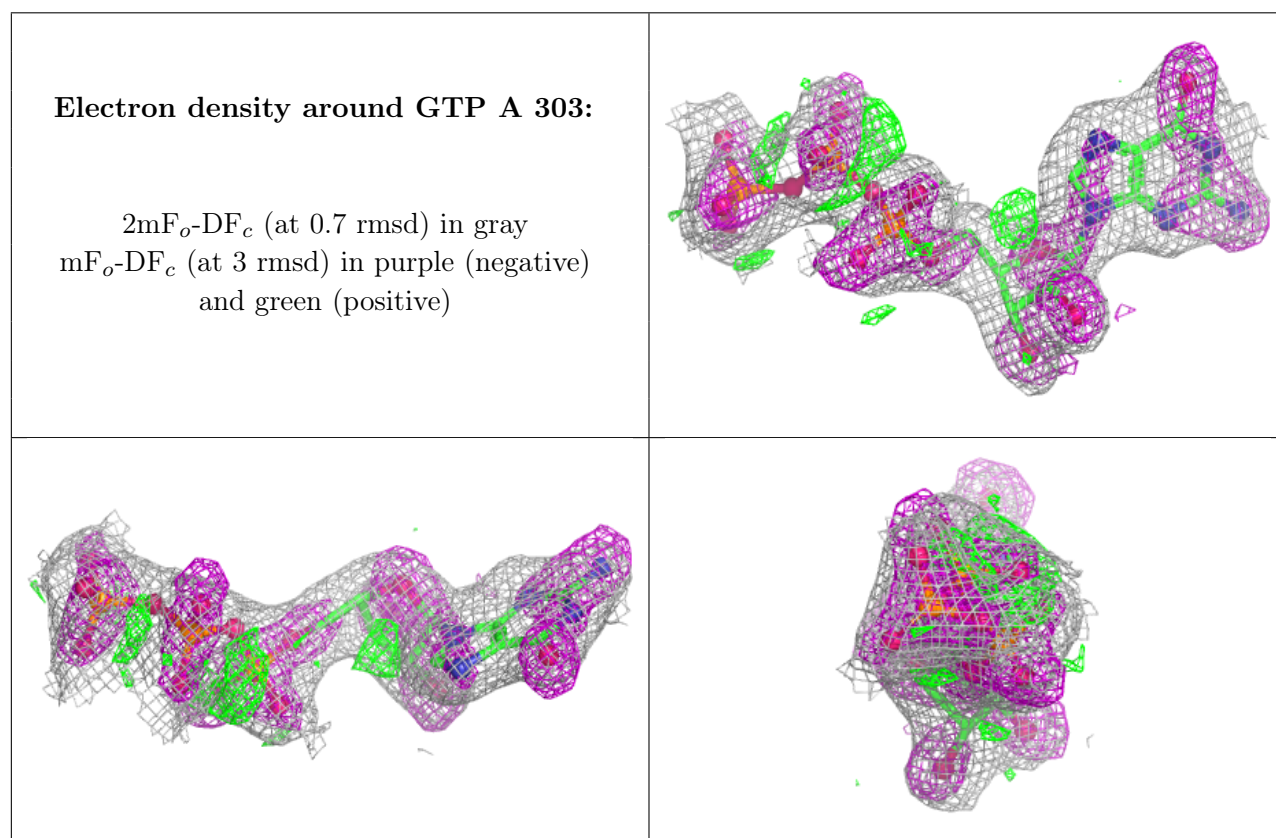 Electron density around GTP A 303:
2mFo-DFc (at 0.7 rmsd) in gray
mFo-DFc (at 3 rmsd) in purple (negative)
and green (positive)